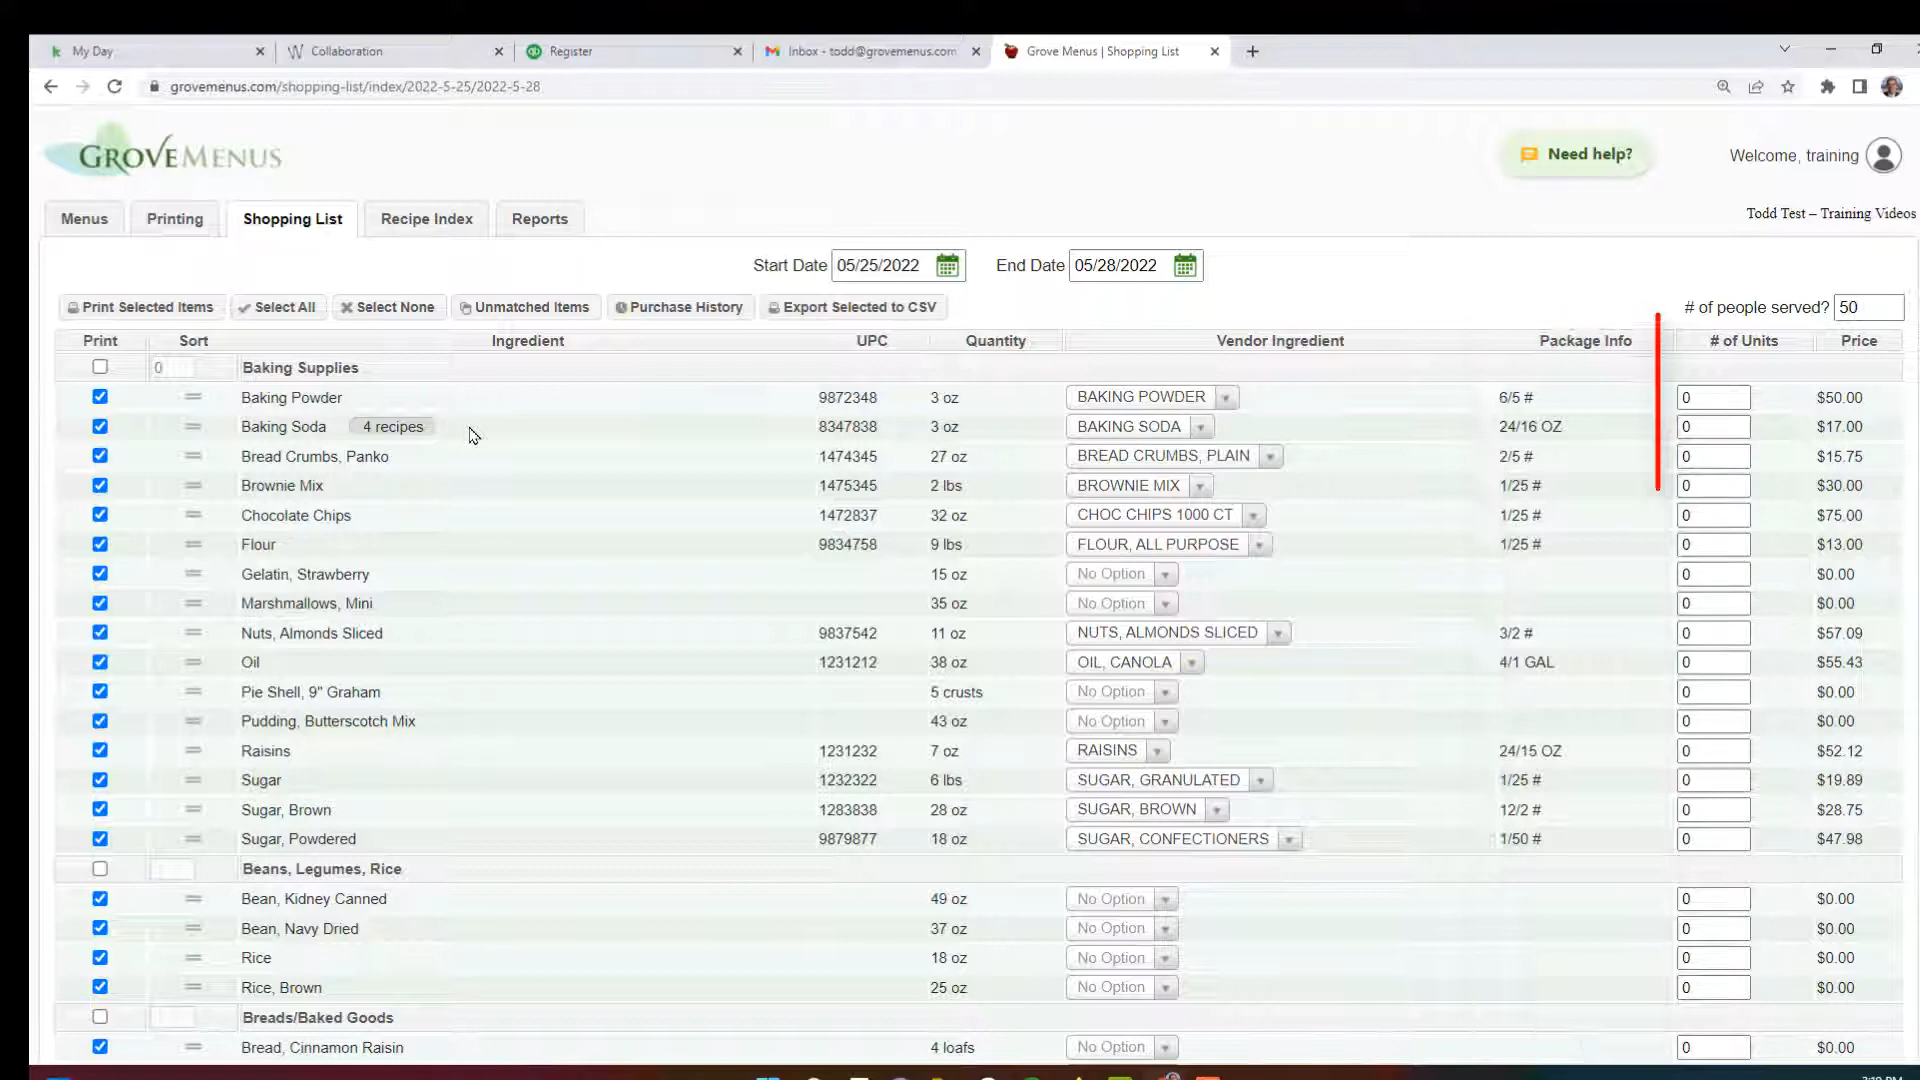 My Day
Collaboration
Register
Inbox - todd@grovemenus.com
Grove Menus | Shopping List
grovemenus.com/shopping-list/index/2022-5-25/2022-5-28
GROVEMENUS
Need help?
Welcome, training
Menus Printing Shopping List Recipe Index Reports
Todd Test – Training Videos
Start Date 05/25/2022 End Date 05/28/2022
Print Selected Items Select All Select None Unmatched Items Purchase History Export Selected to CSV # of people served? 50
Print Sort Ingredient UPC Quantity Vendor Ingredient Package Info # of Units Price
0 Baking Supplies
Baking Powder 9872348 3 oz BAKING POWDER 6/5 # 0 $50.00
Baking Soda 4 recipes 8347838 3 oz BAKING SODA 24/16 OZ 0 $17.00
Bread Crumbs, Panko 1474345 27 oz BREAD CRUMBS, PLAIN 2/5 # 0 $15.75
Brownie Mix 1475345 2 lbs BROWNIE MIX 1/25 # 0 $30.00
Chocolate Chips 1472837 32 oz CHOC CHIPS 1000 CT 1/25 # 0 $75.00
Flour 9834758 9 lbs FLOUR, ALL PURPOSE 1/25 # 0 $13.00
Gelatin, Strawberry 15 oz No Option 0 $0.00
Marshmallows, Mini 35 oz No Option 0 $0.00
Nuts, Almonds Sliced 9837542 11 oz NUTS, ALMONDS SLICED 3/2 # 0 $57.09
Oil 1231212 38 oz OIL, CANOLA 4/1 GAL 0 $55.43
Pie Shell, 9" Graham 5 crusts No Option 0 $0.00
Pudding, Butterscotch Mix 43 oz No Option 0 $0.00
Raisins 1231232 7 oz RAISINS 24/15 OZ 0 $52.12
Sugar 1232322 6 lbs SUGAR, GRANULATED 1/25 # 0 $19.89
Sugar, Brown 1283838 28 oz SUGAR, BROWN 12/2 # 0 $28.75
Sugar, Powdered 9879877 18 oz SUGAR, CONFECTIONERS 1/50 # 0 $47.98
Beans, Legumes, Rice
Bean, Kidney Canned 49 oz No Option 0 $0.00
Bean, Navy Dried 37 oz No Option 0 $0.00
Rice 18 oz No Option 0 $0.00
Rice, Brown 25 oz No Option 0 $0.00
Breads/Baked Goods
Bread, Cinnamon Raisin 4 loafs No Option 0 $0.00